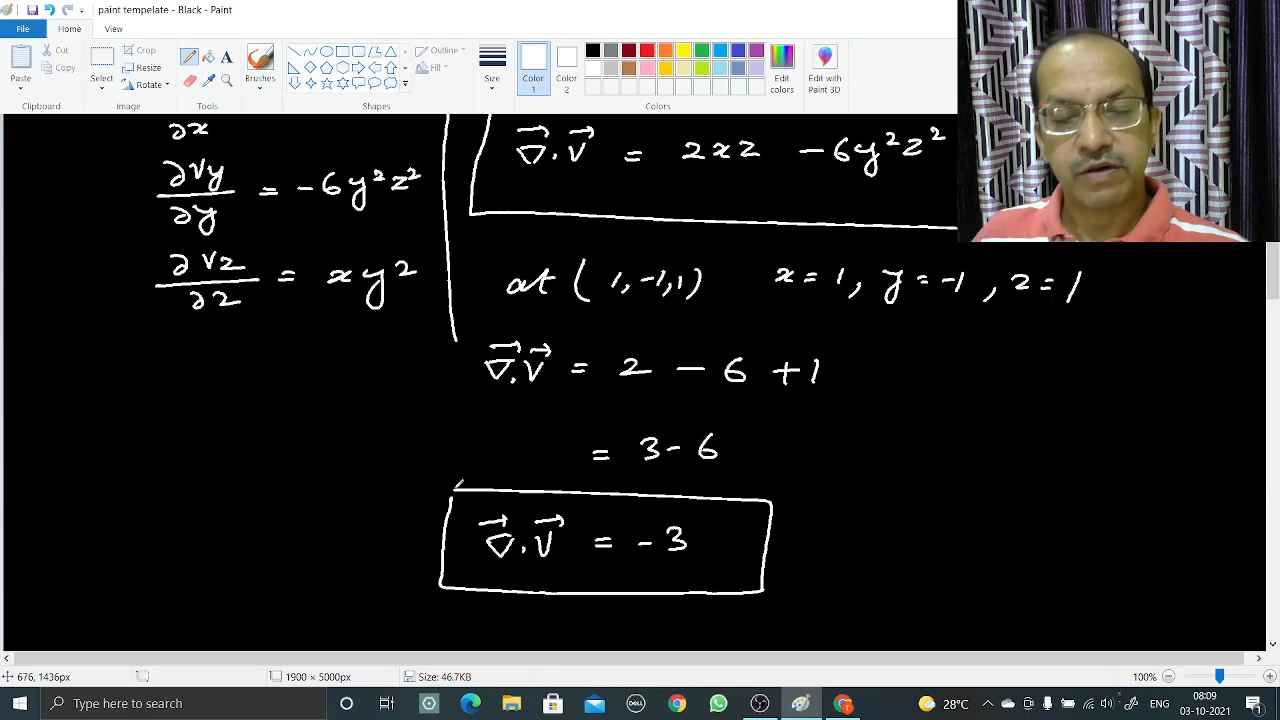 paint template - Black - Paint
File Home View
Paste Cut Copy Clipboard
Select Crop Resize Rotate Image
Tools
Brushes
Outline Fill Shapes
Size
Color 1 Color 2 Edit colors Colors
Edit with Paint 3D
∂x
∂Vy/∂y = -6y²z²
∂Vz/∂z = xy²
∇⃗.V⃗ = 2xz -6y²z²
at (1,-1,1) x=1, y=-1, z=1
∇⃗.V⃗ = 2 - 6 +1
= 3-6
∇⃗.V⃗ = -3
676, 1436px 1900 × 5000px Size: 46.7KB 100%
Type here to search DELL 28°C ENG 08:09
03-10-2021